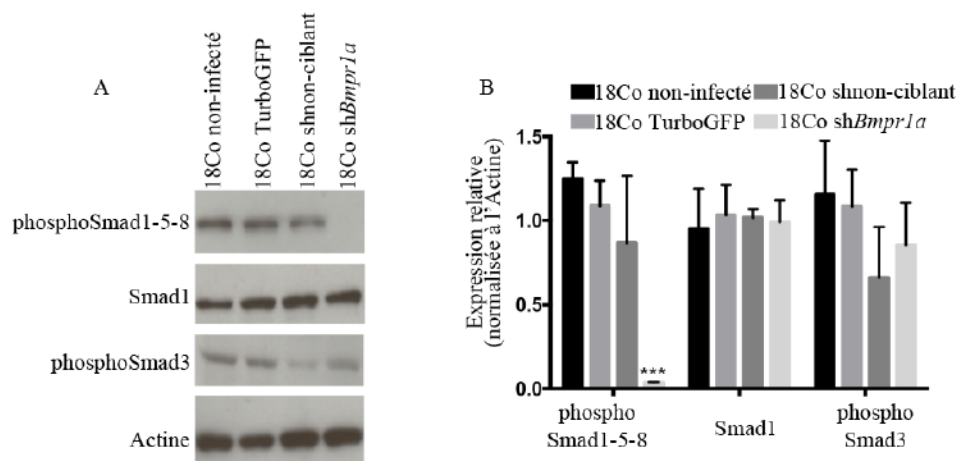 A
18Co non-infecté
18Co TurboGFP
18Co shnon-ciblant
18Co shBmpr1a
phosphoSmad1-5-8
Smad1
phosphoSmad3
Actine
B
18Co non-infecté
18Co shnon-ciblant
18Co TurboGFP
18Co shBmpr1a
Expression relative
(normalisée à l'Actine)
1.5
1.0
0.5
0.0
***
phospho
Smad1-5-8
Smad1
phospho
Smad3